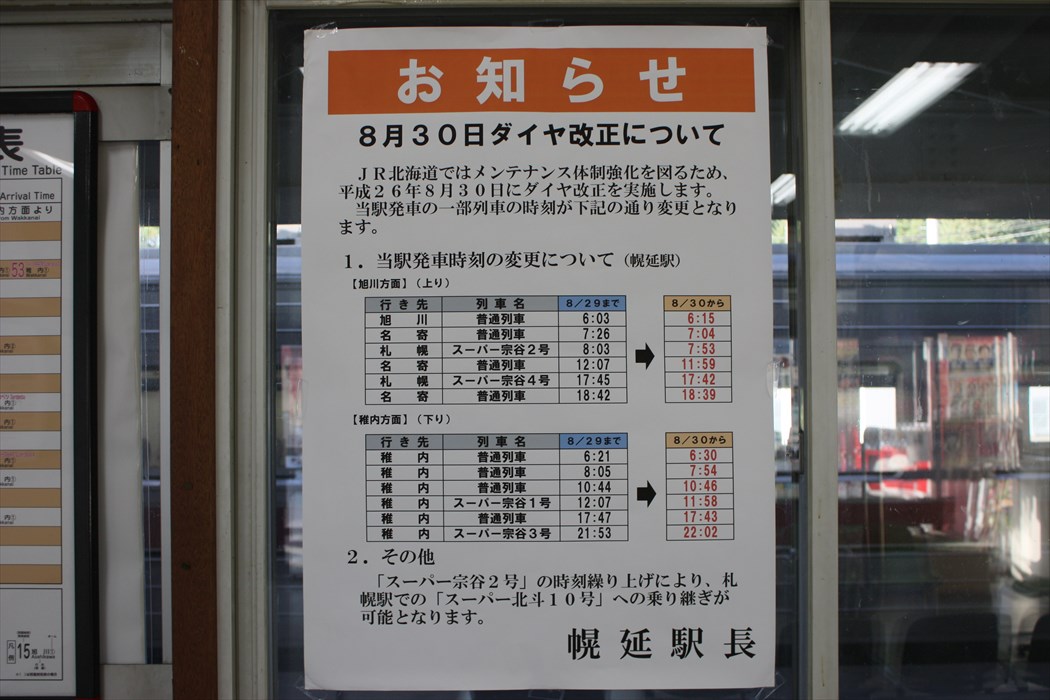 お知らせ
８月３０日ダイヤ改正について
ＪＲ北海道ではメンテナンス体制強化を図るため、
平成２６年８月３０日にダイヤ改正を実施します。
当駅発車の一部列車の時刻が下記の通り変更となり
ます。
１．当駅発車時刻の変更について（幌延駅）
【旭川方面】（上り）
行き先 列車名 8／29まで 8／30から
旭川 普通列車 6:03 6:15
名寄 普通列車 7:26 7:04
札幌 スーパー宗谷２号 8:03 7:53
名寄 普通列車 12:07 11:59
札幌 スーパー宗谷４号 17:45 17:42
名寄 普通列車 18:42 18:39
【稚内方面】（下り）
行き先 列車名 8／29まで 8／30から
稚内 普通列車 6:21 6:30
稚内 普通列車 8:05 7:54
稚内 普通列車 10:44 10:46
稚内 スーパー宗谷１号 12:07 11:58
稚内 普通列車 17:47 17:43
稚内 スーパー宗谷３号 21:53 22:02
２．その他
「スーパー宗谷２号」の時刻繰り上げにより、札
幌駅での「スーパー北斗１０号」への乗り継ぎが
可能となります。
幌延駅長
表
Time Table
Arrival Time
内方面より
from Wakkanai
53
札幌 15 旭川